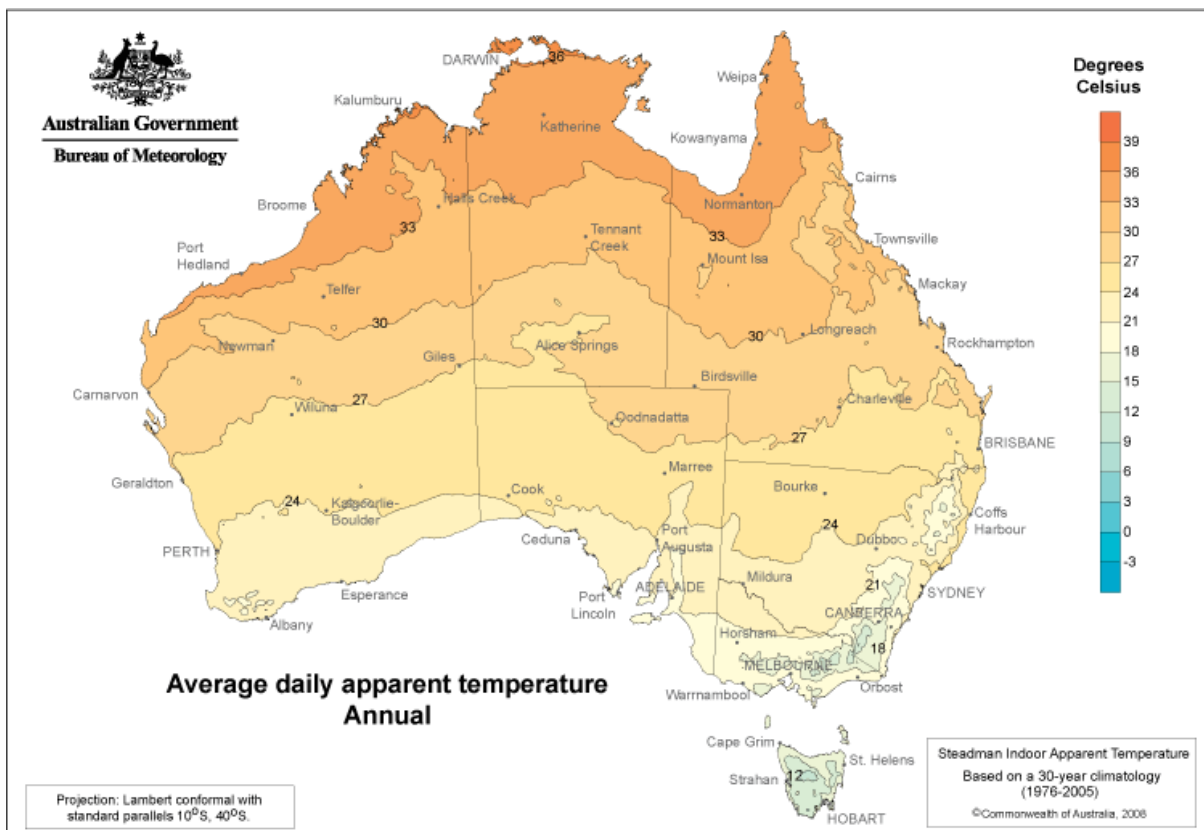 Australian Government
Bureau of Meteorology
Degrees
Celsius
39
36
33
30
27
24
21
18
15
12
9
6
3
0
-3
DARWIN
36
Weipa
Kalumburu
Katherine
Kowanyama
Cairns
Halls Creek
Normanton
Broome
33
Tennant
Creek
33
Townsville
Port
Hedland
Mount Isa
Telfer
Mackay
30
30
Longreach
Newman
Alice Springs
Rockhampton
Giles
Birdsville
Carnarvon
27
Charleville
Wiluna
Oodnadatta
27
BRISBANE
Marree
Geraldton
Bourke
24
Cook
Kalgoorlie-
Boulder
24
Coffs
Harbour
PERTH
Ceduna
Port
Augusta
Dubbo
Mildura
21
Esperance
Port
Lincoln
ADELAIDE
SYDNEY
Albany
CANBERRA
Horsham
18
MELBOURNE
Warrnambool
Orbost
Average daily apparent temperature
Annual
Cape Grim
St. Helens
Strahan
12
HOBART
Steadman Indoor Apparent Temperature
Based on a 30-year climatology
(1976-2005)
©Commonwealth of Australia, 2006
Projection: Lambert conformal with
standard parallels 10°S, 40°S.